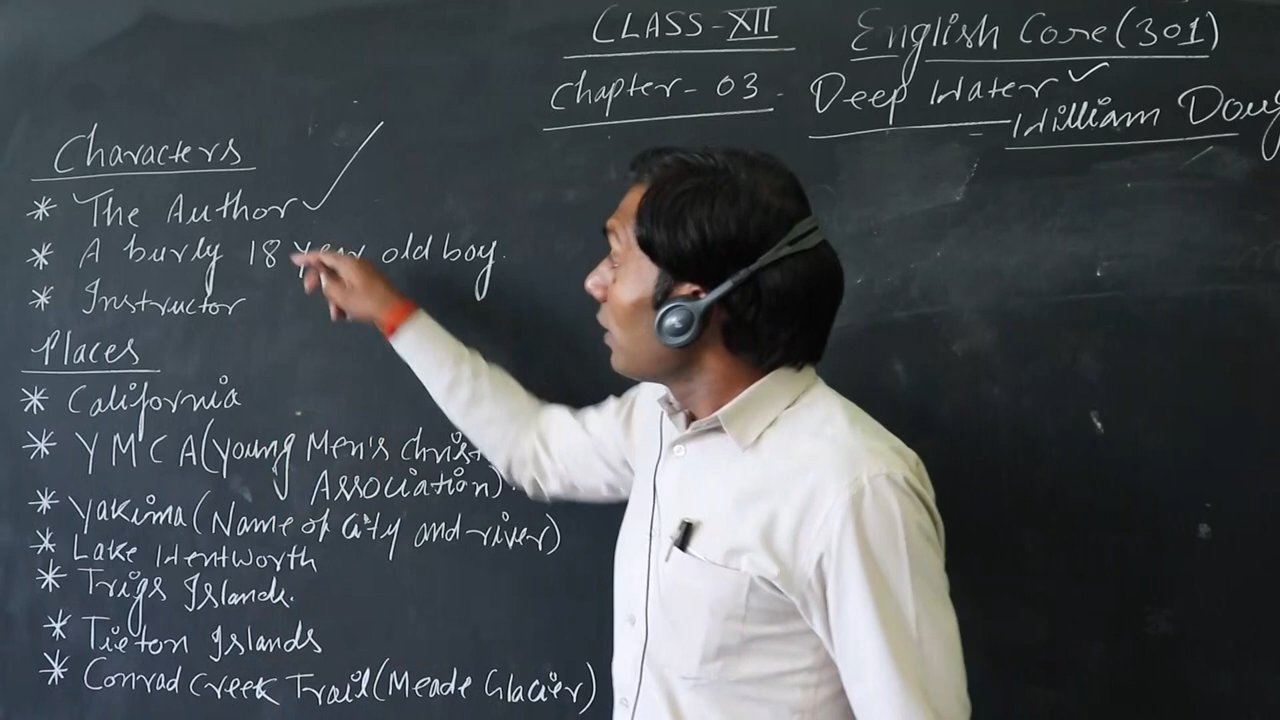 CLASS-XII English Core(301)
Chapter-03. Deep Water ✓
- William Doug
Characters
* The Author ✓
* A burly 18 year old boy.
* Instructor
Places
* California
* YMCA (Young Men's Christ
Association).
* Yakima (Name of City and river)
* Lake Wentworth
* Trigs Islands.
* Tieton Islands
* Conrad Creek Trail (Meade Glacier)